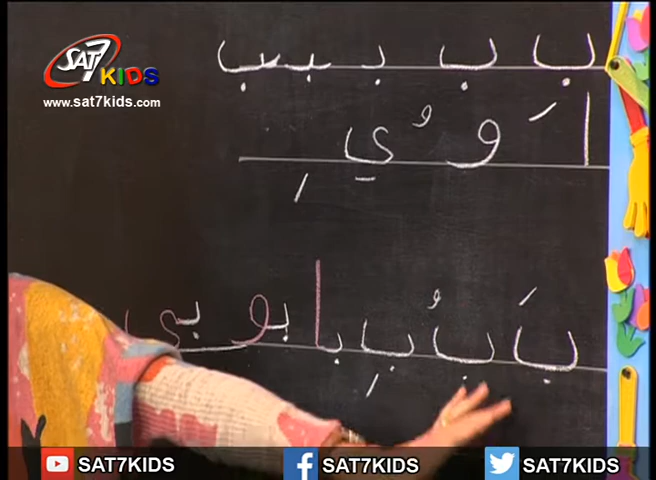 SAT7 KIDS
www.sat7kids.com
ب ب ب ببب
ا َ و ُ ي ِ
بَ بُ بِ با بو بي
SAT7KIDS SAT7KIDS SAT7KIDS